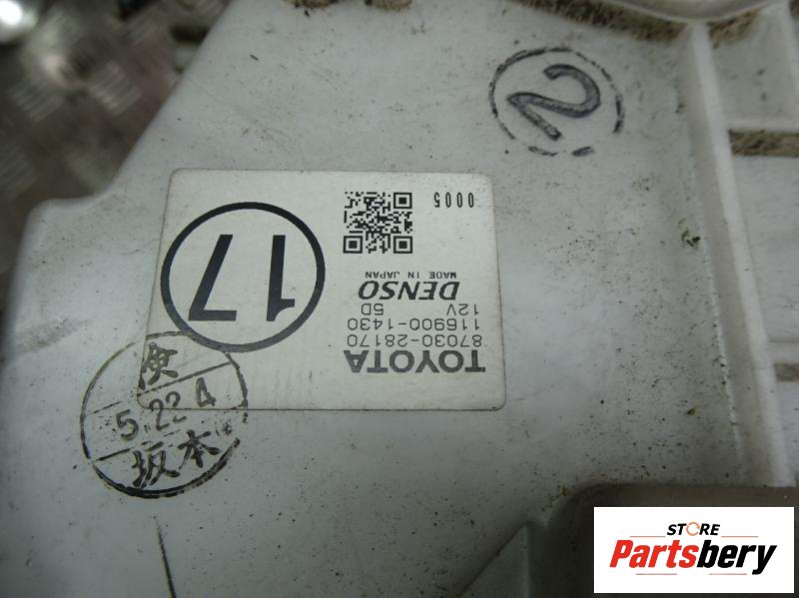 TOYOTA
87030-28170
116900-1430
5D
12V
DENSO
MADE IN JAPAN
0005
17
2
5.22 A
坂本
STORE
Partsbery